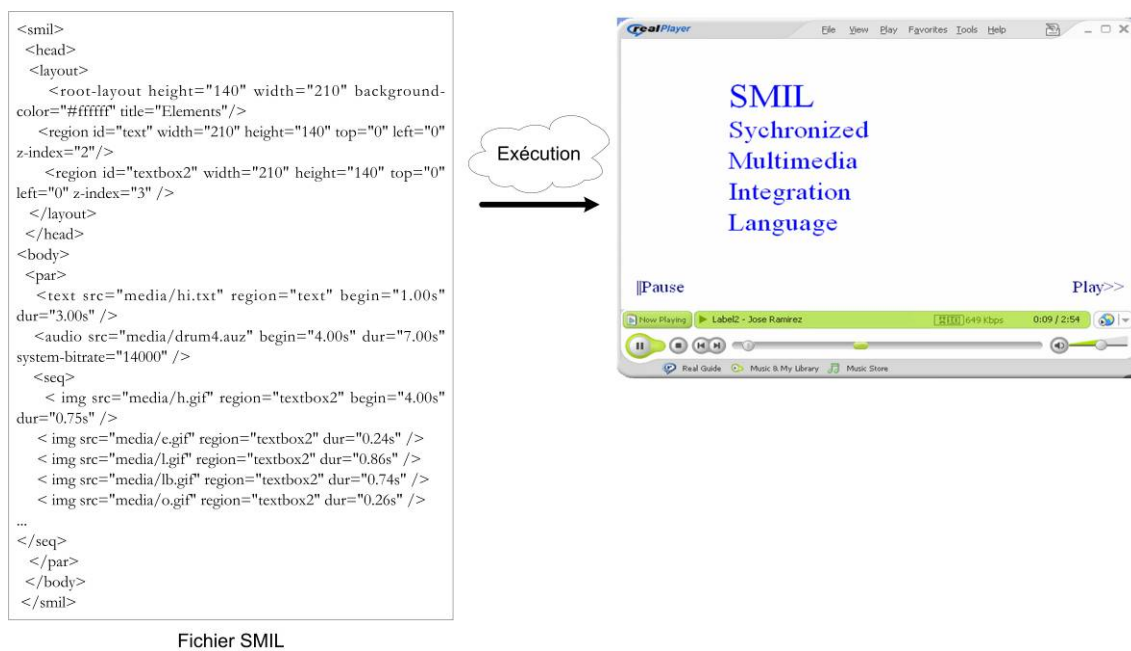 <smil>
<head>
<layout>
<root-layout height="140" width="210" background-
color="#ffffff" title="Elements"/>
<region id="text" width="210" height="140" top="0" left="0"
z-index="2"/>
<region id="textbox2" width="210" height="140" top="0"
left="0" z-index="3" />
</layout>
</head>
<body>
<par>
<text src="media/hi.txt" region="text" begin="1.00s"
dur="3.00s" />
<audio src="media/drum4.auz" begin="4.00s" dur="7.00s"
system-bitrate="14000" />
<seq>
< img src="media/h.gif" region="textbox2" begin="4.00s"
dur="0.75s" />
< img src="media/e.gif" region="textbox2" dur="0.24s" />
< img src="media/l.gif" region="textbox2" dur="0.86s" />
< img src="media/lb.gif" region="textbox2" dur="0.74s" />
< img src="media/o.gif" region="textbox2" dur="0.26s" />
...
</seq>
</par>
</body>
</smil>
Fichier SMIL
Exécution
realPlayer File View Play Favorites Tools Help
SMIL
Sychronized
Multimedia
Integration
Language
||Pause Play>>
Now Playing Label2 - Jose Ramirez 649 Kbps 0:09 / 2:54
Real Guide Music & My Library Music Store